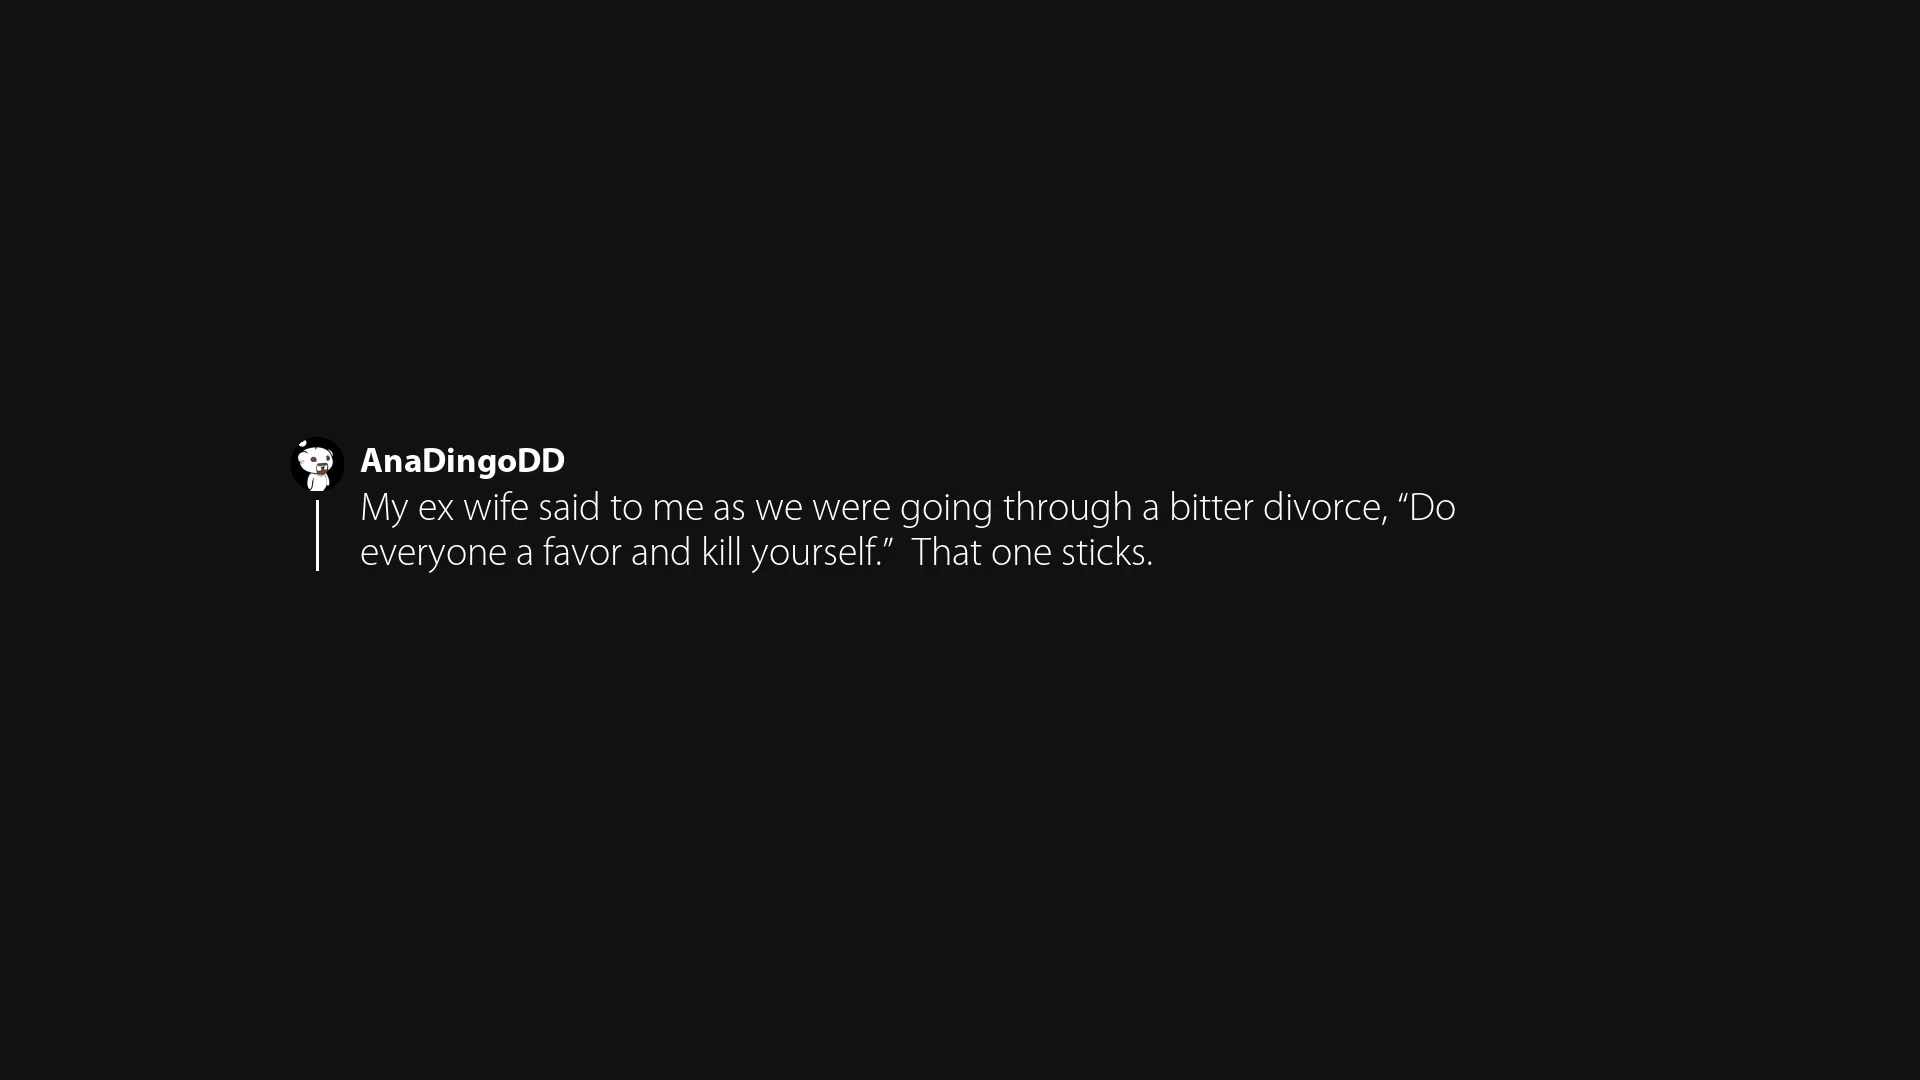 AnaDingoDD
My ex wife said to me as we were going through a bitter divorce, “Do
everyone a favor and kill yourself.”  That one sticks.